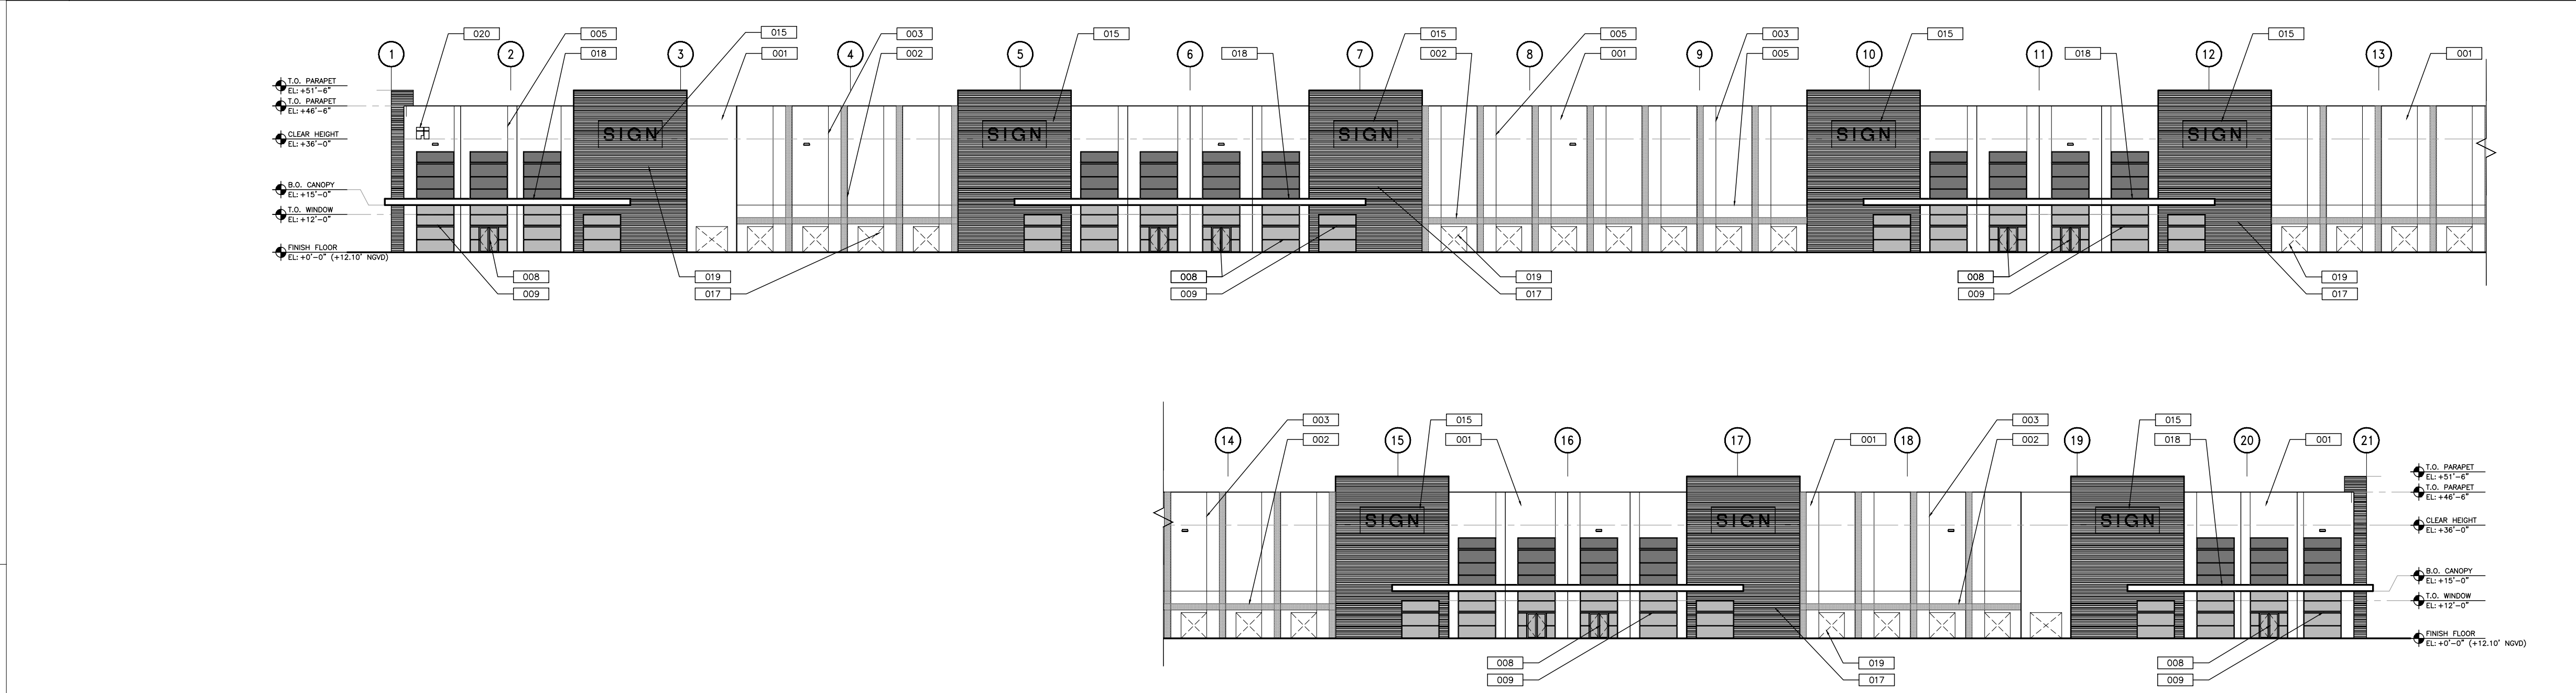 020
005
018
015
001
003
002
015
018
015
002
005
001
003
005
015
018
015
001
1
2
3
4
5
6
7
8
9
10
11
12
13
T.O. PARAPET
EL: +51'-6"
T.O. PARAPET
EL: +46'-6"
CLEAR HEIGHT
EL: +36'-0"
B.O. CANOPY
EL: +15'-0"
T.O. WINDOW
EL: +12'-0"
FINISH FLOOR
EL: +0'-0" (+12.10' NGVD)
SIGN
SIGN
SIGN
SIGN
SIGN
008
009
019
017
008
009
019
017
008
009
019
017
003
002
015
001
001
003
002
015
018
001
14
15
16
17
18
19
20
21
SIGN
SIGN
SIGN
T.O. PARAPET
EL: +51'-6"
T.O. PARAPET
EL: +46'-6"
CLEAR HEIGHT
EL: +36'-0"
B.O. CANOPY
EL: +15'-0"
T.O. WINDOW
EL: +12'-0"
FINISH FLOOR
EL: +0'-0" (+12.10' NGVD)
008
009
019
017
008
009